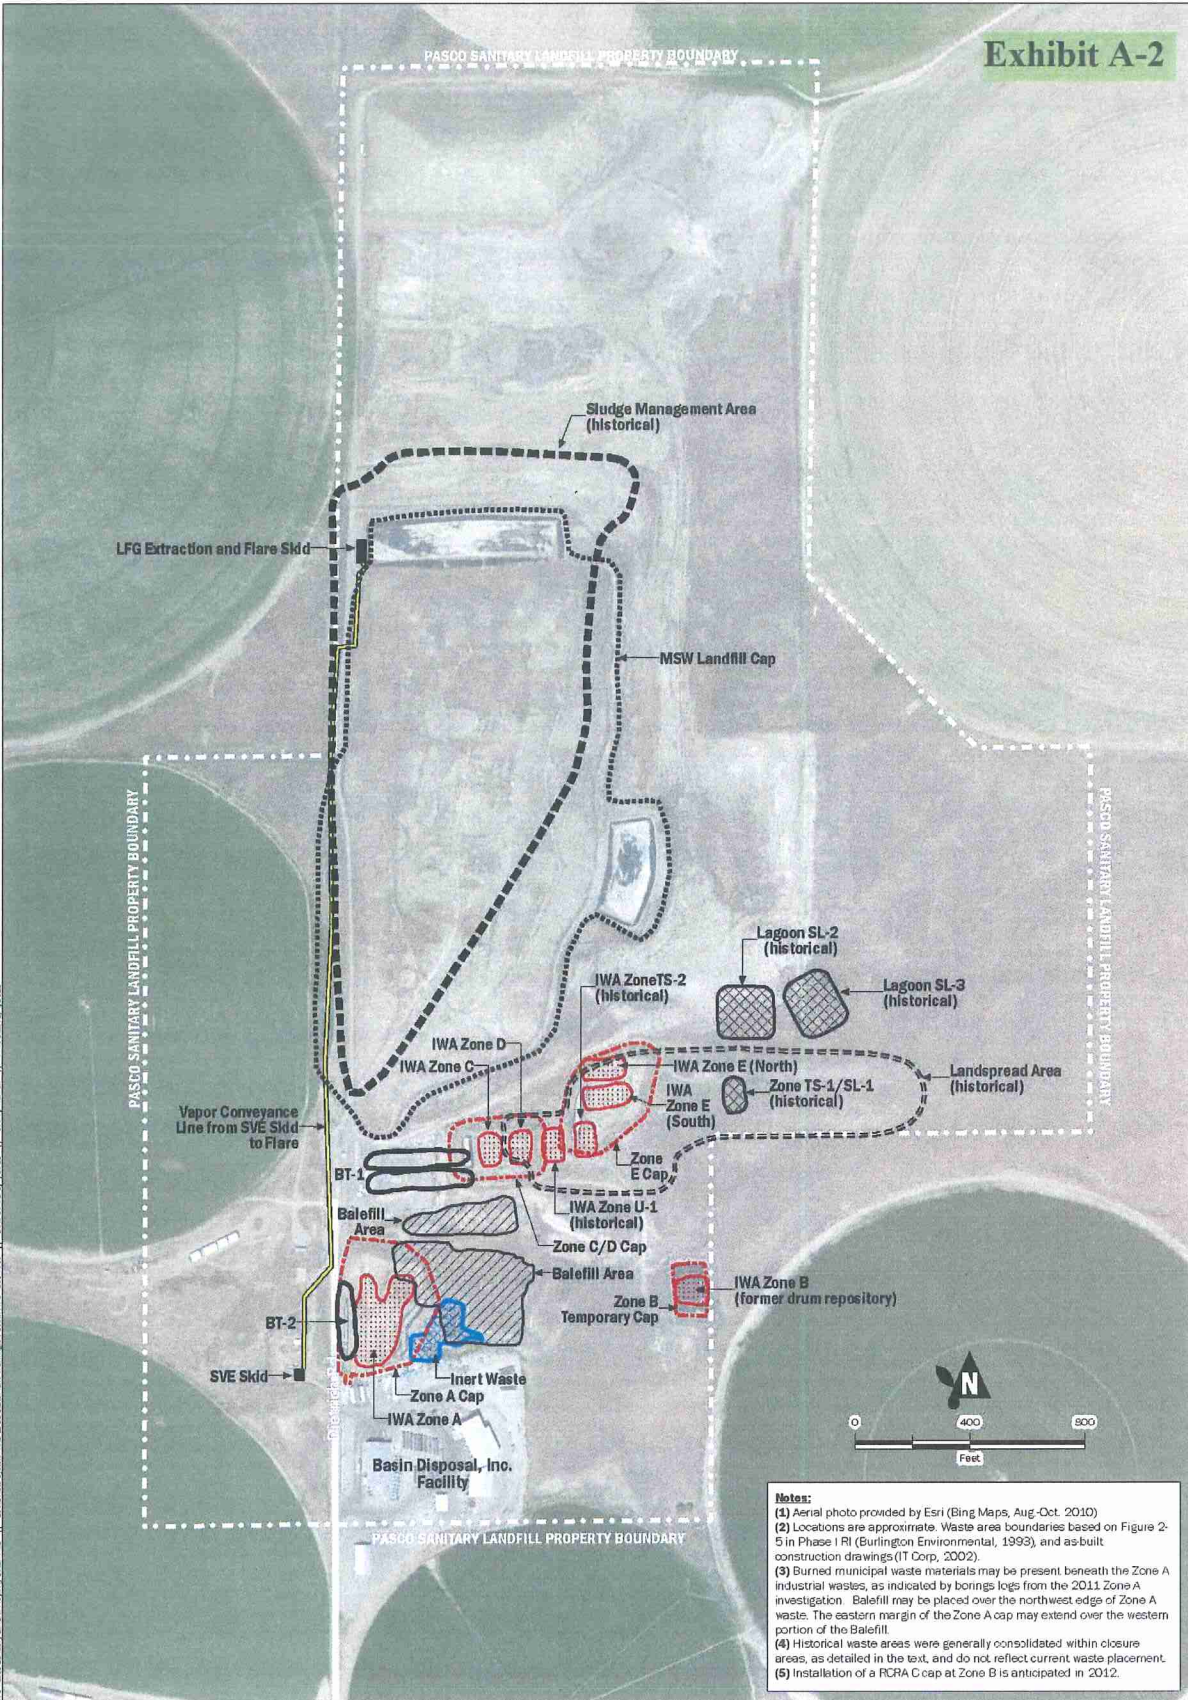 Exhibit A-2
PASCO SANITARY LANDFILL PROPERTY BOUNDARY
Sludge Management Area
(historical)
LFG Extraction and Flare Skid
MSW Landfill Cap
PASCO SANITARY LANDFILL PROPERTY BOUNDARY
PASCO SANITARY LANDFILL PROPERTY BOUNDARY
Lagoon SL-2
(historical)
IWA ZoneTS-2
(historical)
Lagoon SL-3
(historical)
IWA Zone D
IWA Zone C
IWA Zone E (North)
Landspread Area
(historical)
IWA
Zone E
(South)
Zone TS-1/SL-1
(historical)
Vapor Conveyance
Line from SVE Skid
to Flare
Zone
E Cap
BT-1
IWA Zone U-1
(historical)
Balefill
Area
Zone C/D Cap
Balefill Area
IWA Zone B
(former drum repository)
Zone B
Temporary Cap
BT-2
SVE Skid
Inert Waste
Zone A Cap
IWA Zone A
Basin Disposal, Inc.
Facility
PASCO SANITARY LANDFILL PROPERTY BOUNDARY
N
0 400 800
Feet
Notes:
(1) Aerial photo provided by Esri (Bing Maps, Aug.-Oct. 2010)
(2) Locations are approximate. Waste area boundaries based on Figure 2-
5 in Phase I RI (Burlington Environmental, 1993), and as-built
construction drawings (IT Corp, 2002).
(3) Burned municipal waste materials may be present beneath the Zone A
industrial wastes, as indicated by borings logs from the 2011 Zone A
investigation. Balefill may be placed over the northwest edge of Zone A
waste. The eastern margin of the Zone A cap may extend over the western
portion of the Balefill.
(4) Historical waste areas were generally consolidated within closure
areas, as detailed in the text, and do not reflect current waste placement.
(5) Installation of a RCRA C cap at Zone B is anticipated in 2012.